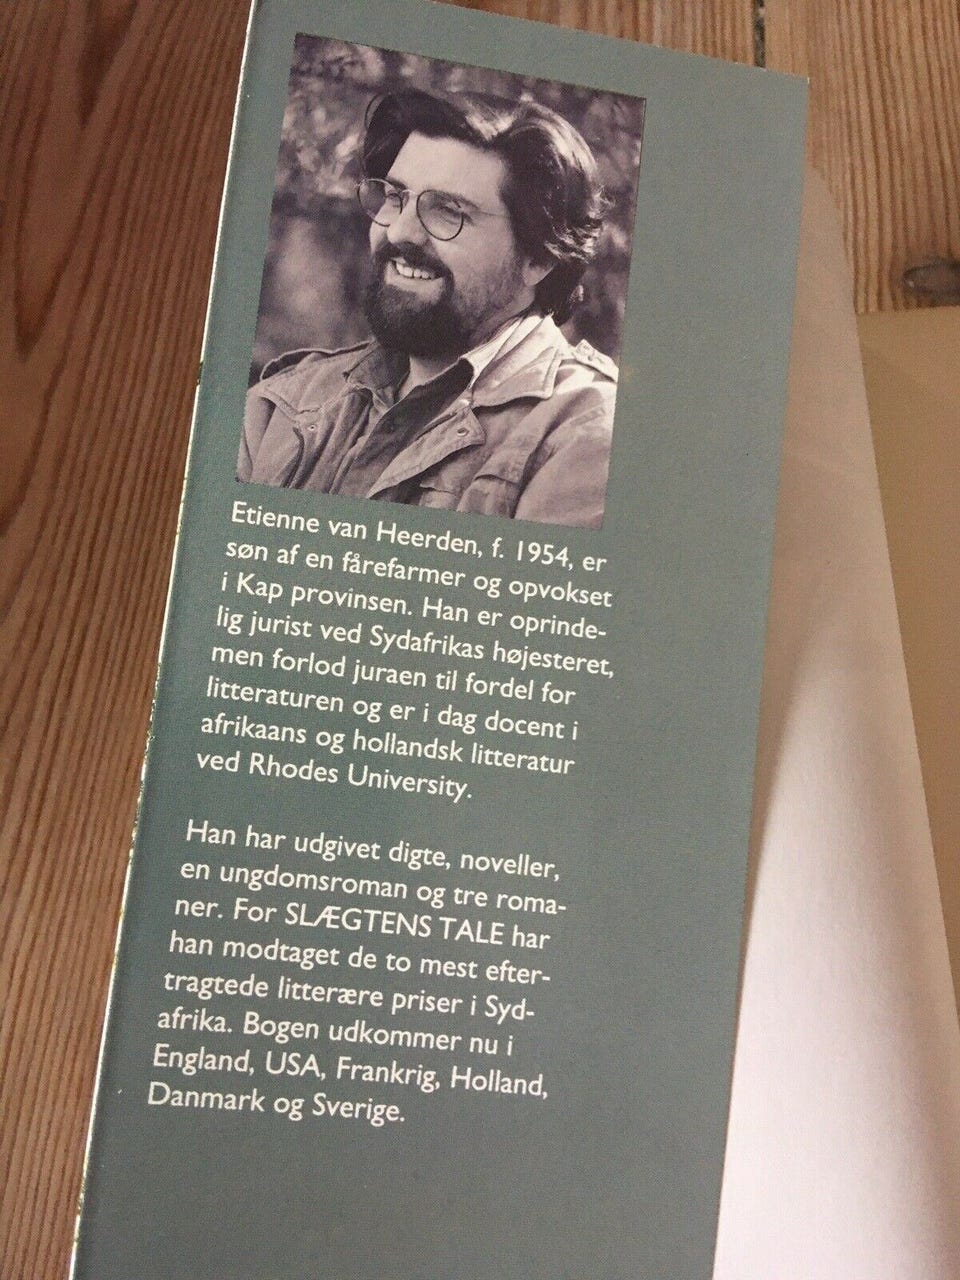 Etienne van Heerden, f. 1954, er
søn af en fårefarmer og opvokset
i Kap provinsen. Han er oprinde-
lig jurist ved Sydafrikas højesteret,
men forlod juraen til fordel for
litteraturen og er i dag docent i
afrikaans og hollandsk litteratur
ved Rhodes University.
Han har udgivet digte, noveller,
en ungdomsroman og tre roma-
ner. For SLÆGTENS TALE har
han modtaget de to mest efter-
tragtede litterære priser i Syd-
afrika. Bogen udkommer nu i
England, USA, Frankrig, Holland,
Danmark og Sverige.